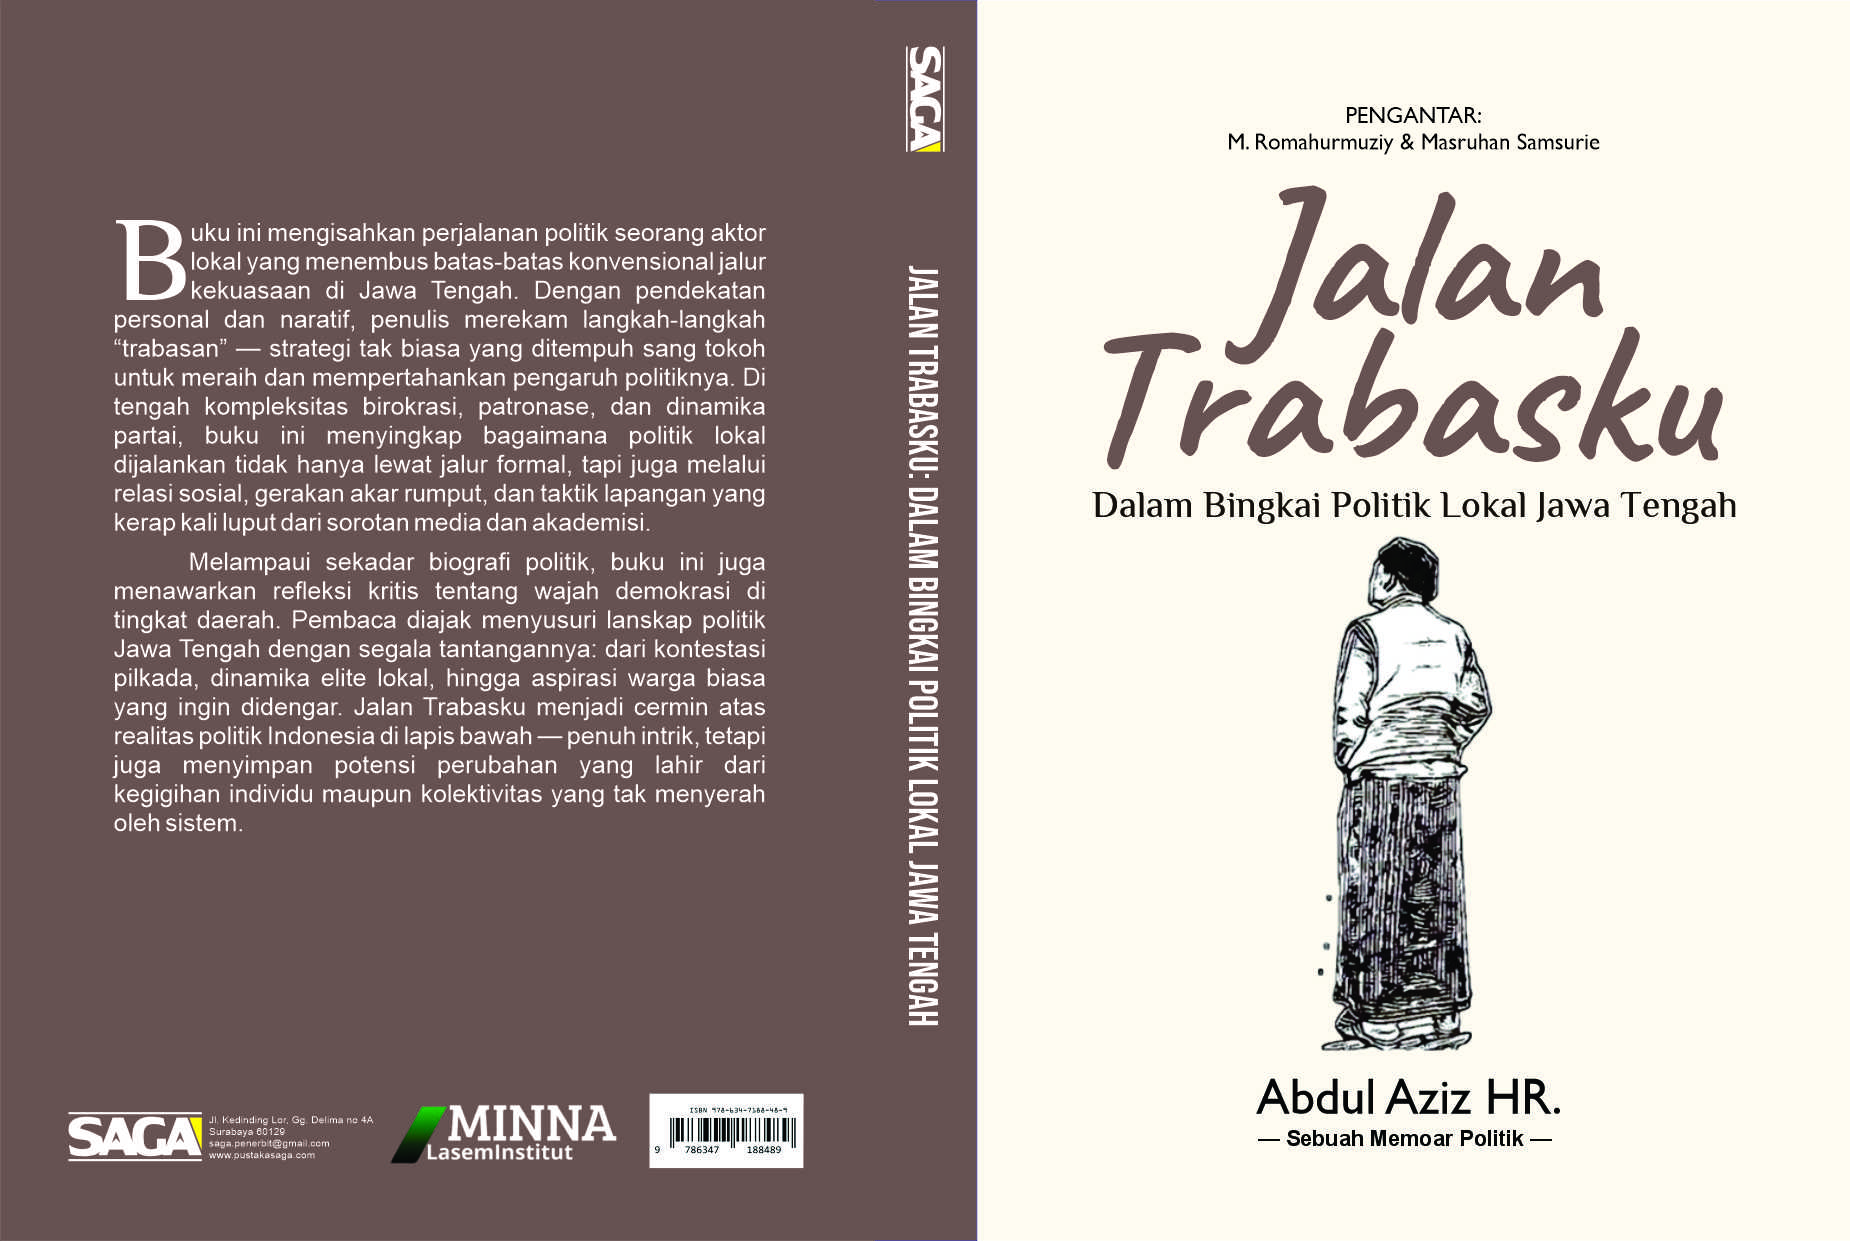 Buku ini mengisahkan perjalanan politik seorang aktor
lokal yang menembus batas-batas konvensional jalur
kekuasaan di Jawa Tengah. Dengan pendekatan
personal dan naratif, penulis merekam langkah-langkah
“trabasan” — strategi tak biasa yang ditempuh sang tokoh
untuk meraih dan mempertahankan pengaruh politiknya. Di
tengah kompleksitas birokrasi, patronase, dan dinamika
partai, buku ini menyingkap bagaimana politik lokal
dijalankan tidak hanya lewat jalur formal, tapi juga melalui
relasi sosial, gerakan akar rumput, dan taktik lapangan yang
kerap kali luput dari sorotan media dan akademisi.
Melampaui sekadar biografi politik, buku ini juga
menawarkan refleksi kritis tentang wajah demokrasi di
tingkat daerah. Pembaca diajak menyusuri lanskap politik
Jawa Tengah dengan segala tantangannya: dari kontestasi
pilkada, dinamika elite lokal, hingga aspirasi warga biasa
yang ingin didengar. Jalan Trabasku menjadi cermin atas
realitas politik Indonesia di lapis bawah — penuh intrik, tetapi
juga menyimpan potensi perubahan yang lahir dari
kegigihan individu maupun kolektivitas yang tak menyerah
oleh sistem.
SAGA
Jl. Kedinding Lor, Gg. Delima no 4A
Surabaya 60129
saga.penerbit@gmail.com
www.pustakasaga.com
MINNA
LasemInstitut
ISBN 978-634-7188-48-9
9 786347 188489
SAGA
JALAN TRABASKU: DALAM BINGKAI POLITIK LOKAL JAWA TENGAH
PENGANTAR:
M. Romahurmuziy & Masruhan Samsurie
Jalan
Trabasku
Dalam Bingkai Politik Lokal Jawa Tengah
Abdul Aziz HR.
— Sebuah Memoar Politik —